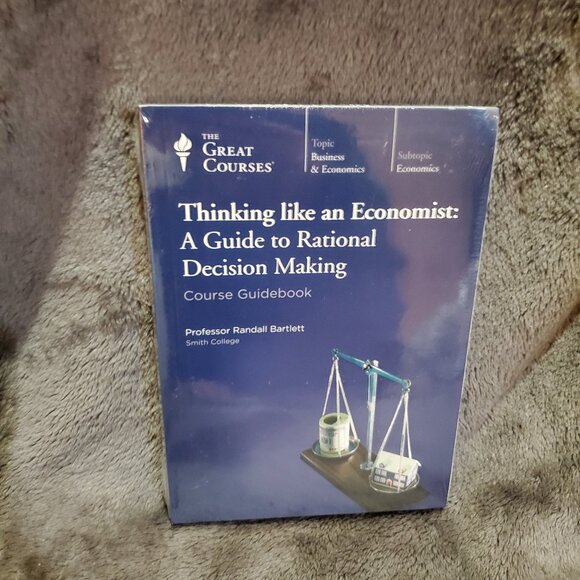 THE
GREAT
COURSES®
Topic
Business
& Economics
Subtopic
Economics
Thinking like an Economist:
A Guide to Rational
Decision Making
Course Guidebook
Professor Randall Bartlett
Smith College